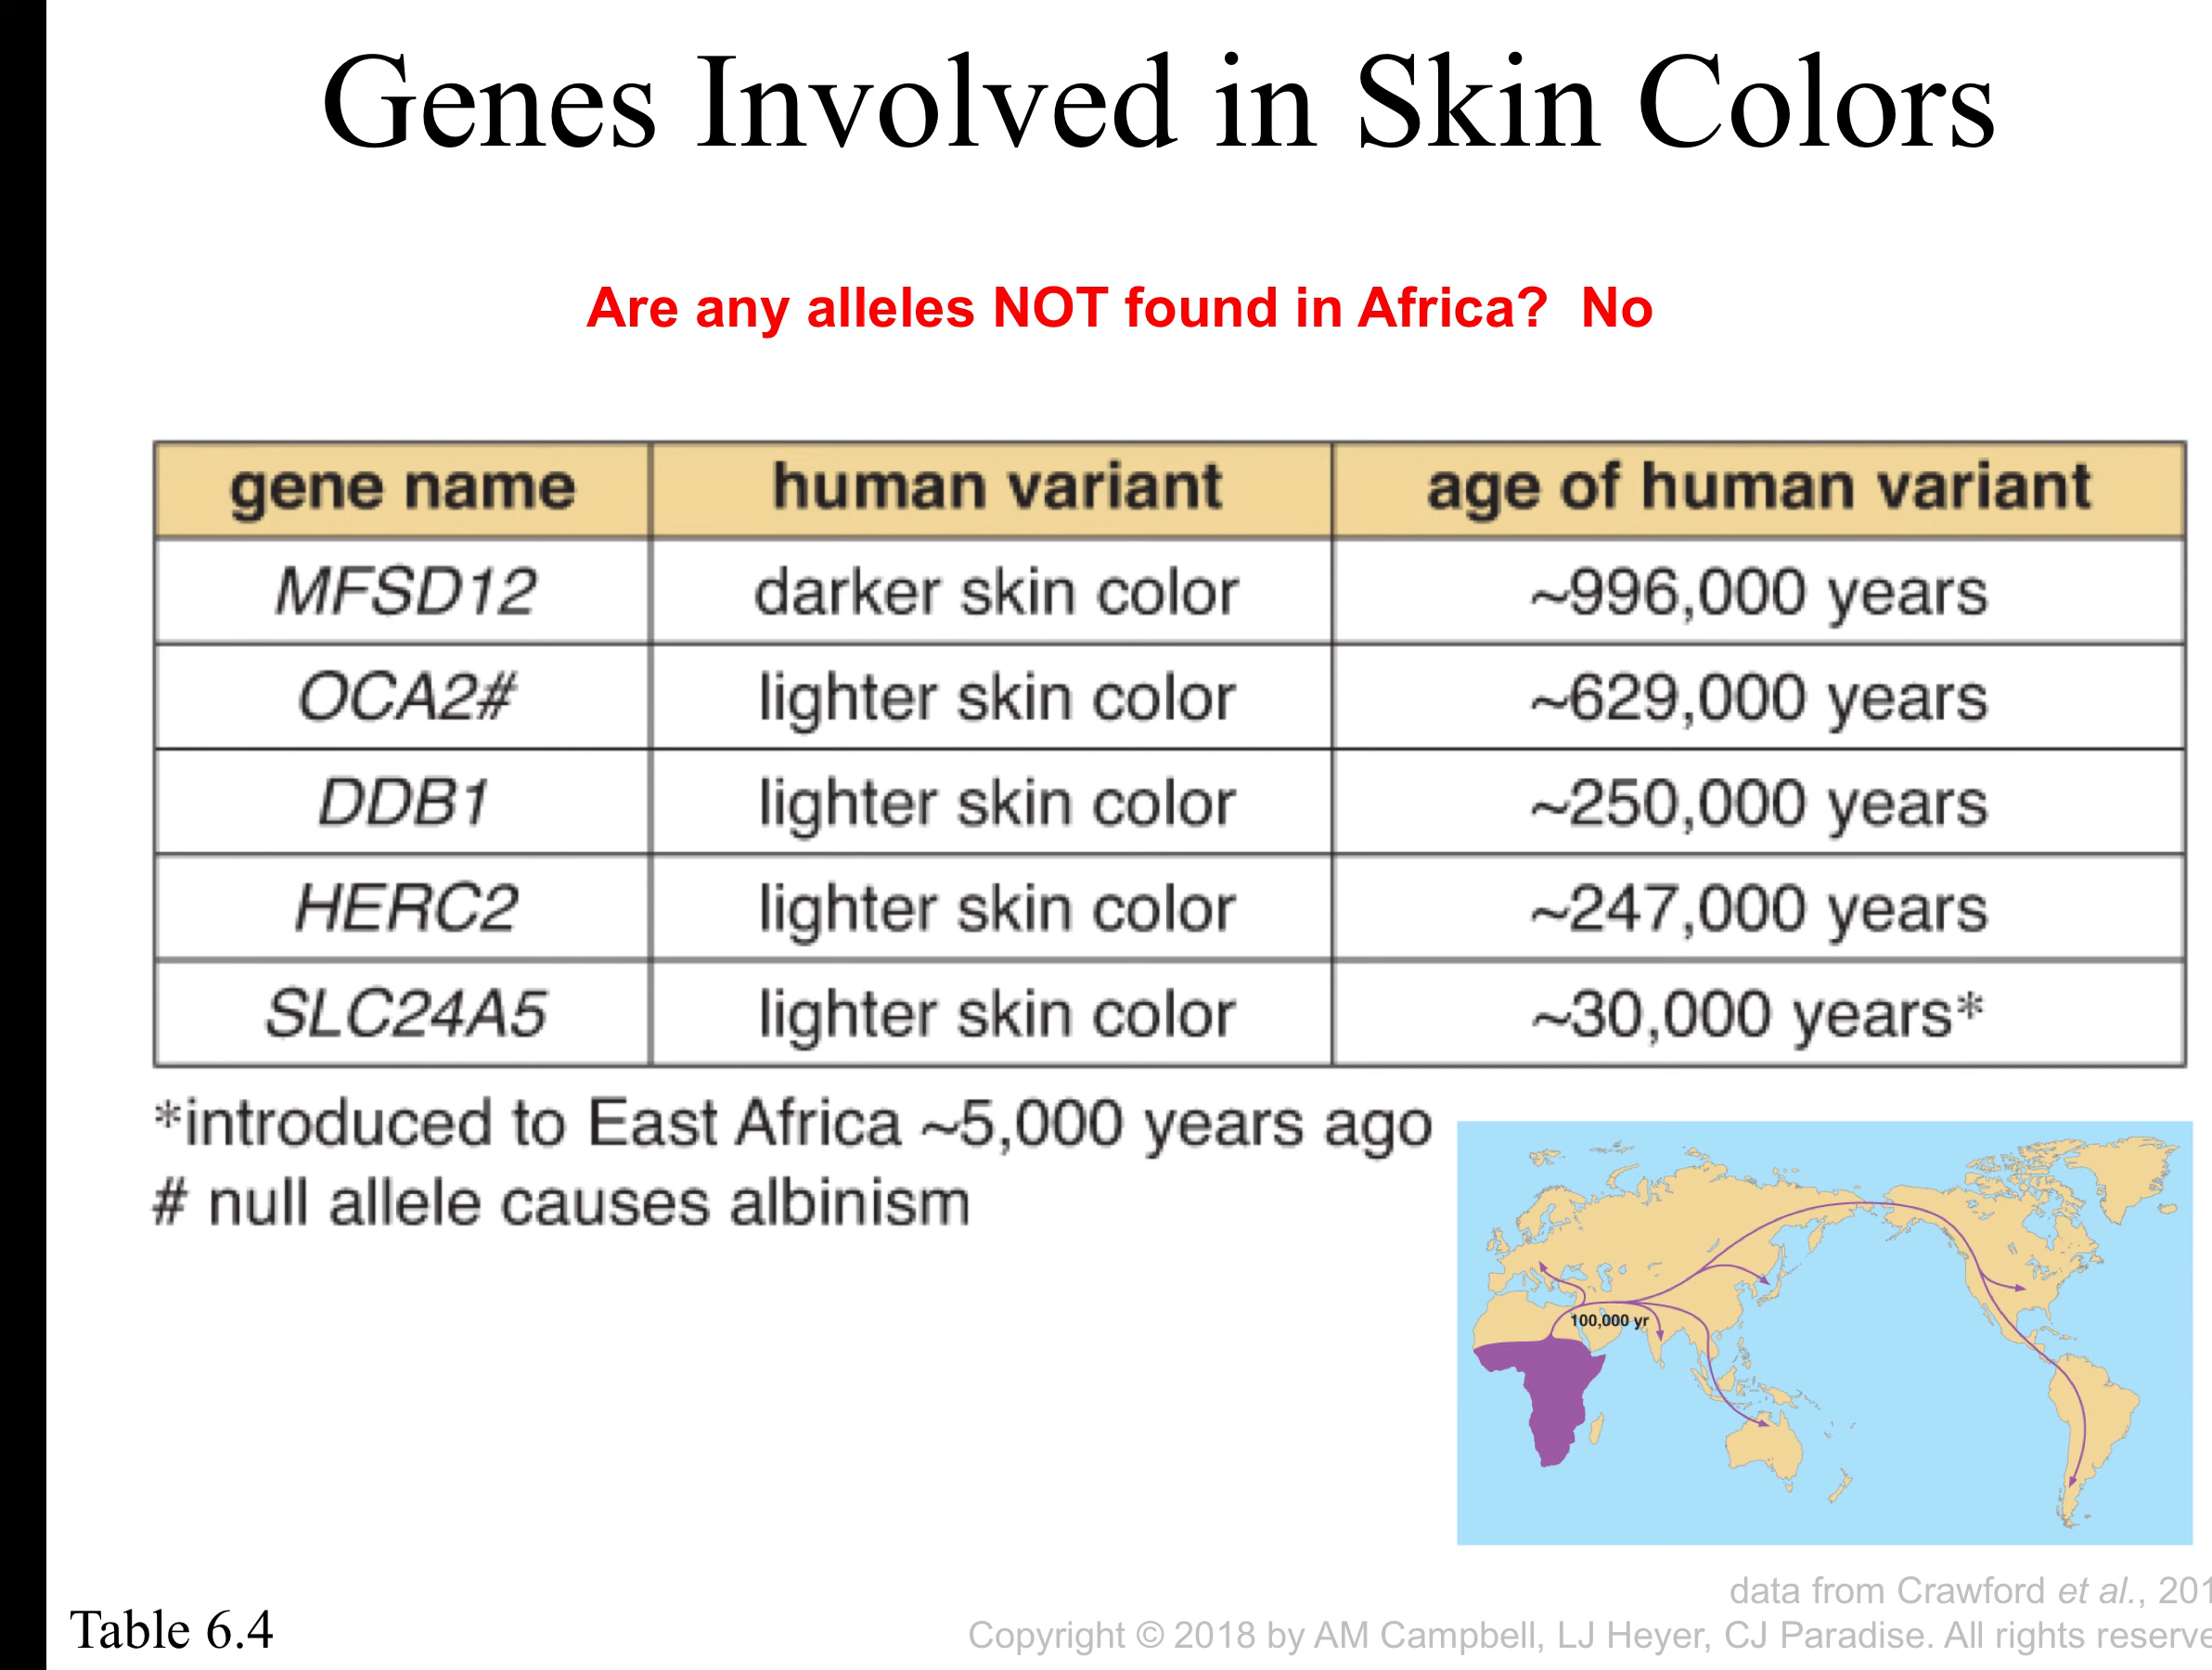 Genes Involved in Skin Colors
Are any alleles NOT found in Africa? No
gene name human variant age of human variant
MFSD12 darker skin color ~996,000 years
OCA2# lighter skin color ~629,000 years
DDB1 lighter skin color ~250,000 years
HERC2 lighter skin color ~247,000 years
SLC24A5 lighter skin color ~30,000 years*
*introduced to East Africa ~5,000 years ago
# null allele causes albinism
100,000 yr
data from Crawford et al., 201
Table 6.4
Copyright © 2018 by AM Campbell, LJ Heyer, CJ Paradise. All rights reserve